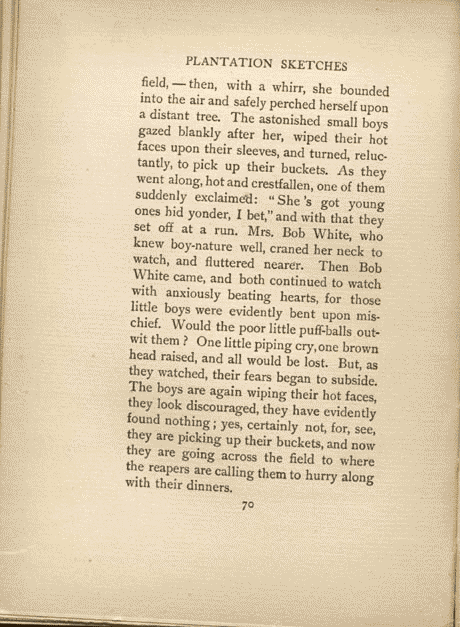 PLANTATION SKETCHES
field, — then, with a whirr, she bounded
into the air and safely perched herself upon
a distant tree. The astonished small boys
gazed blankly after her, wiped their hot
faces upon their sleeves, and turned, reluc-
tantly, to pick up their buckets. As they
went along, hot and crestfallen, one of them
suddenly exclaimed: "She's got young
ones hid yonder, I bet," and with that they
set off at a run. Mrs. Bob White, who
knew boy-nature well, craned her neck to
watch, and fluttered nearer. Then Bob
White came, and both continued to watch
with anxiously beating hearts, for those
little boys were evidently bent upon mis-
chief. Would the poor little puff-balls out-
wit them? One little piping cry, one brown
head raised, and all would be lost. But, as
they watched, their fears began to subside.
The boys are again wiping their hot faces,
they look discouraged, they have evidently
found nothing; yes, certainly not, for, see,
they are picking up their buckets, and now
they are going across the field to where
the reapers are calling them to hurry along
with their dinners.
70